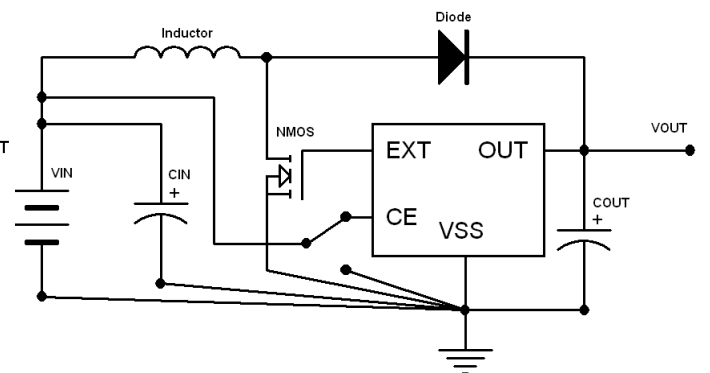 Diode
Inductor
NMOS
EXT
OUT
VOUT
T
VIN
CIN
+
CE
VSS
COUT
+